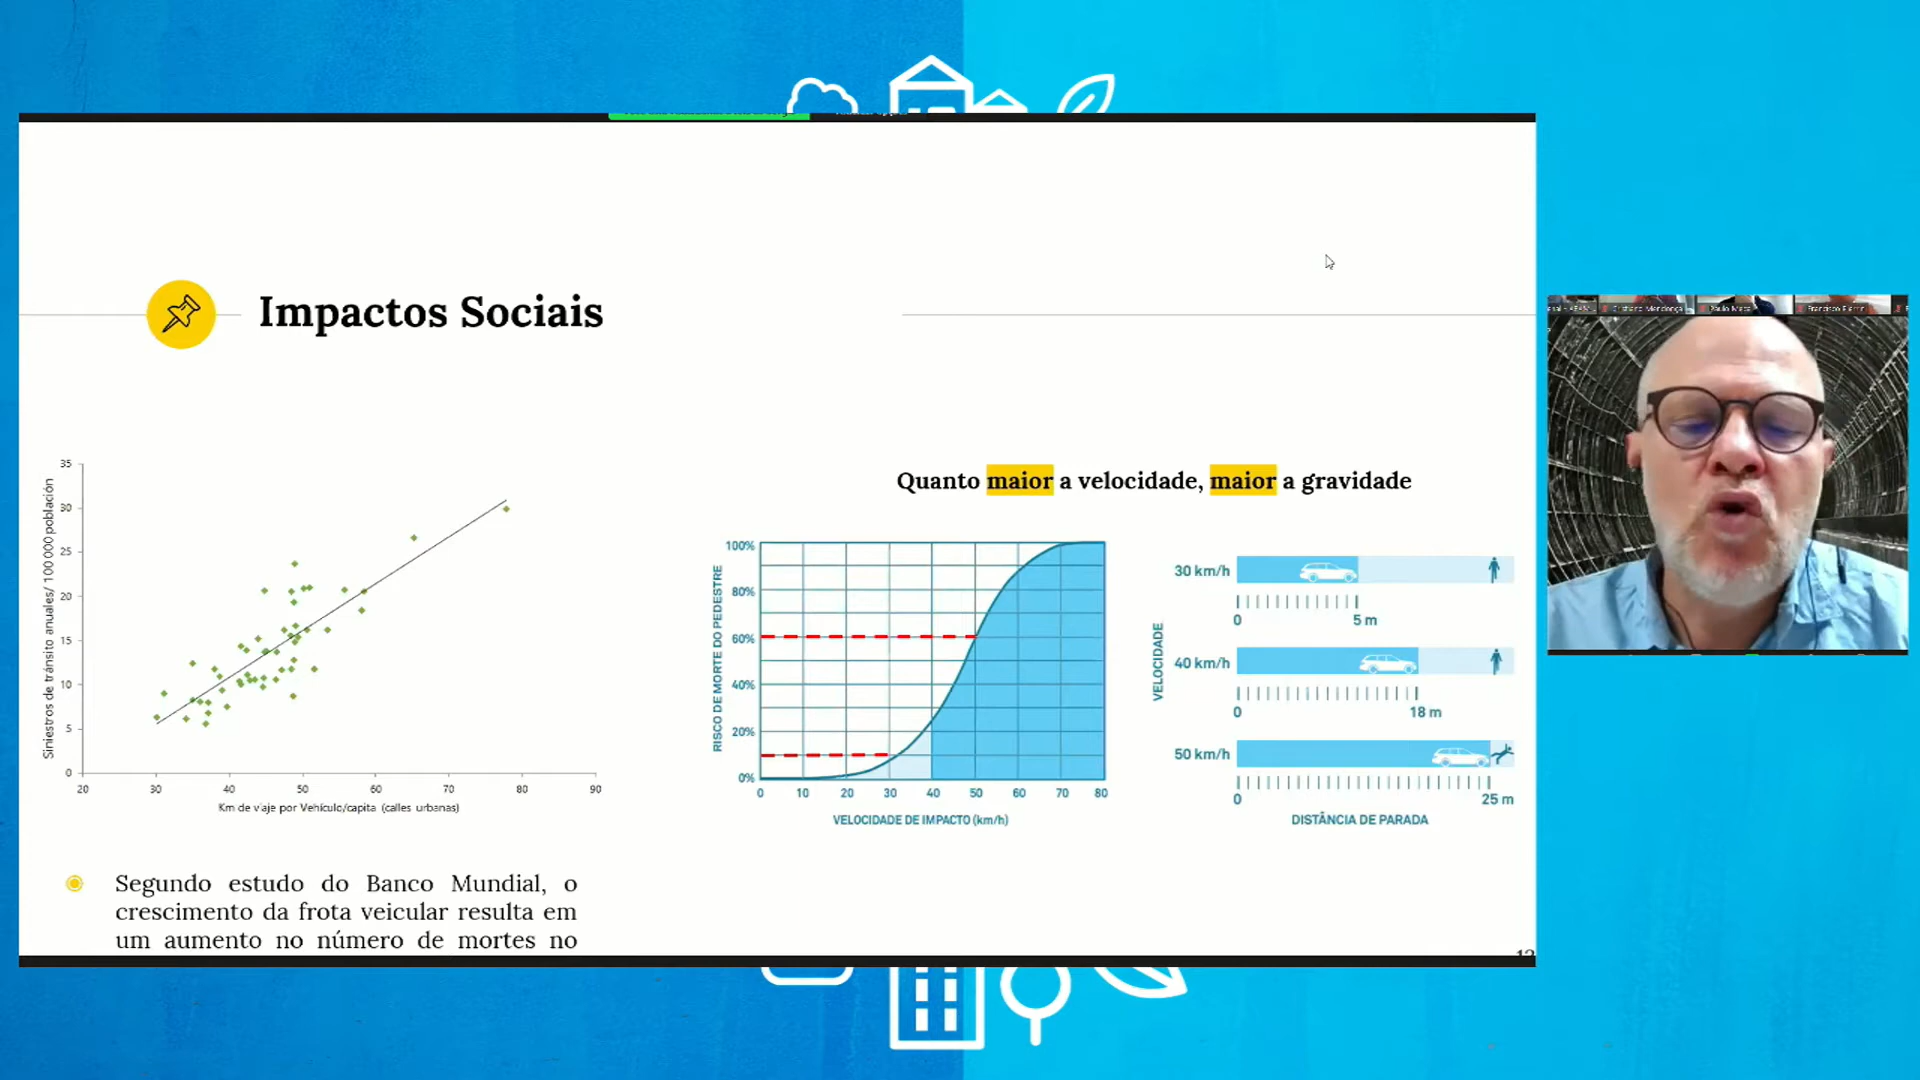 Impactos Sociais
35
30
25
20
15
10
5
0
20 30 40 50 60 70 80 90
Siniestros de tránsito anuales/ 100 000 población
Km de viaje por Vehículo/capita (calles urbanas)
Segundo estudo do Banco Mundial, o
crescimento da frota veicular resulta em
um aumento no número de mortes no
Quanto maior a velocidade, maior a gravidade
RISCO DE MORTE DO PEDESTRE
100%
80%
60%
40%
20%
0%
0 10 20 30 40 50 60 70 80
VELOCIDADE DE IMPACTO (km/h)
VELOCIDADE
30 km/h
0 5 m
40 km/h
0 18 m
50 km/h
0 25 m
DISTÂNCIA DE PARADA
Cristiano Mendonça
Paulo Meca